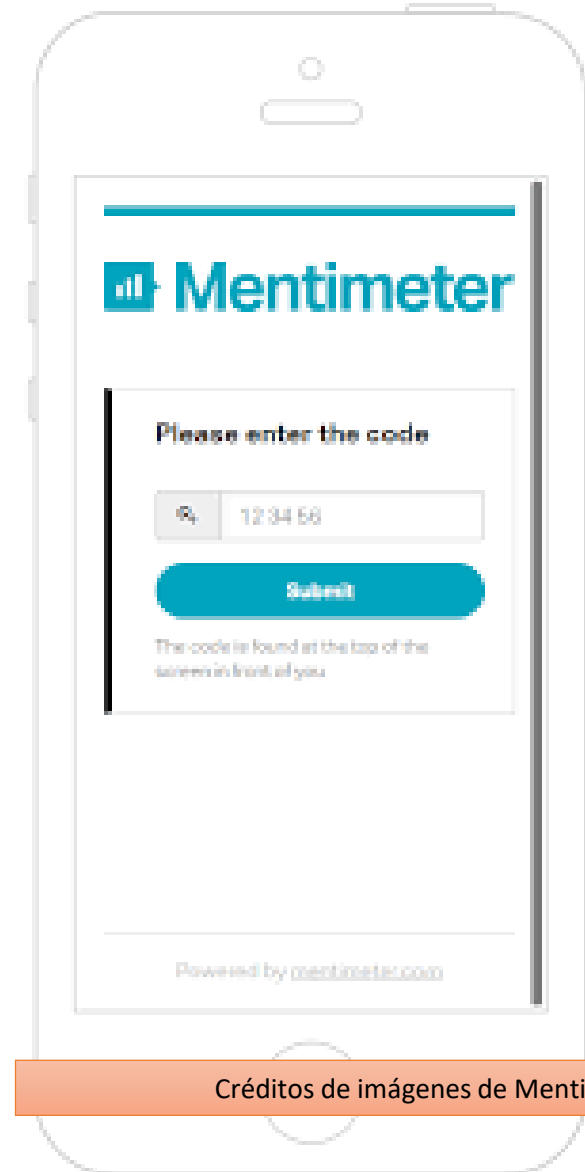 Mentimeter
Please enter the code
12 34 56
Submit
The code is found at the top of the
screen in front of you
Powered by mentimeter.com
Créditos de imágenes de Menti